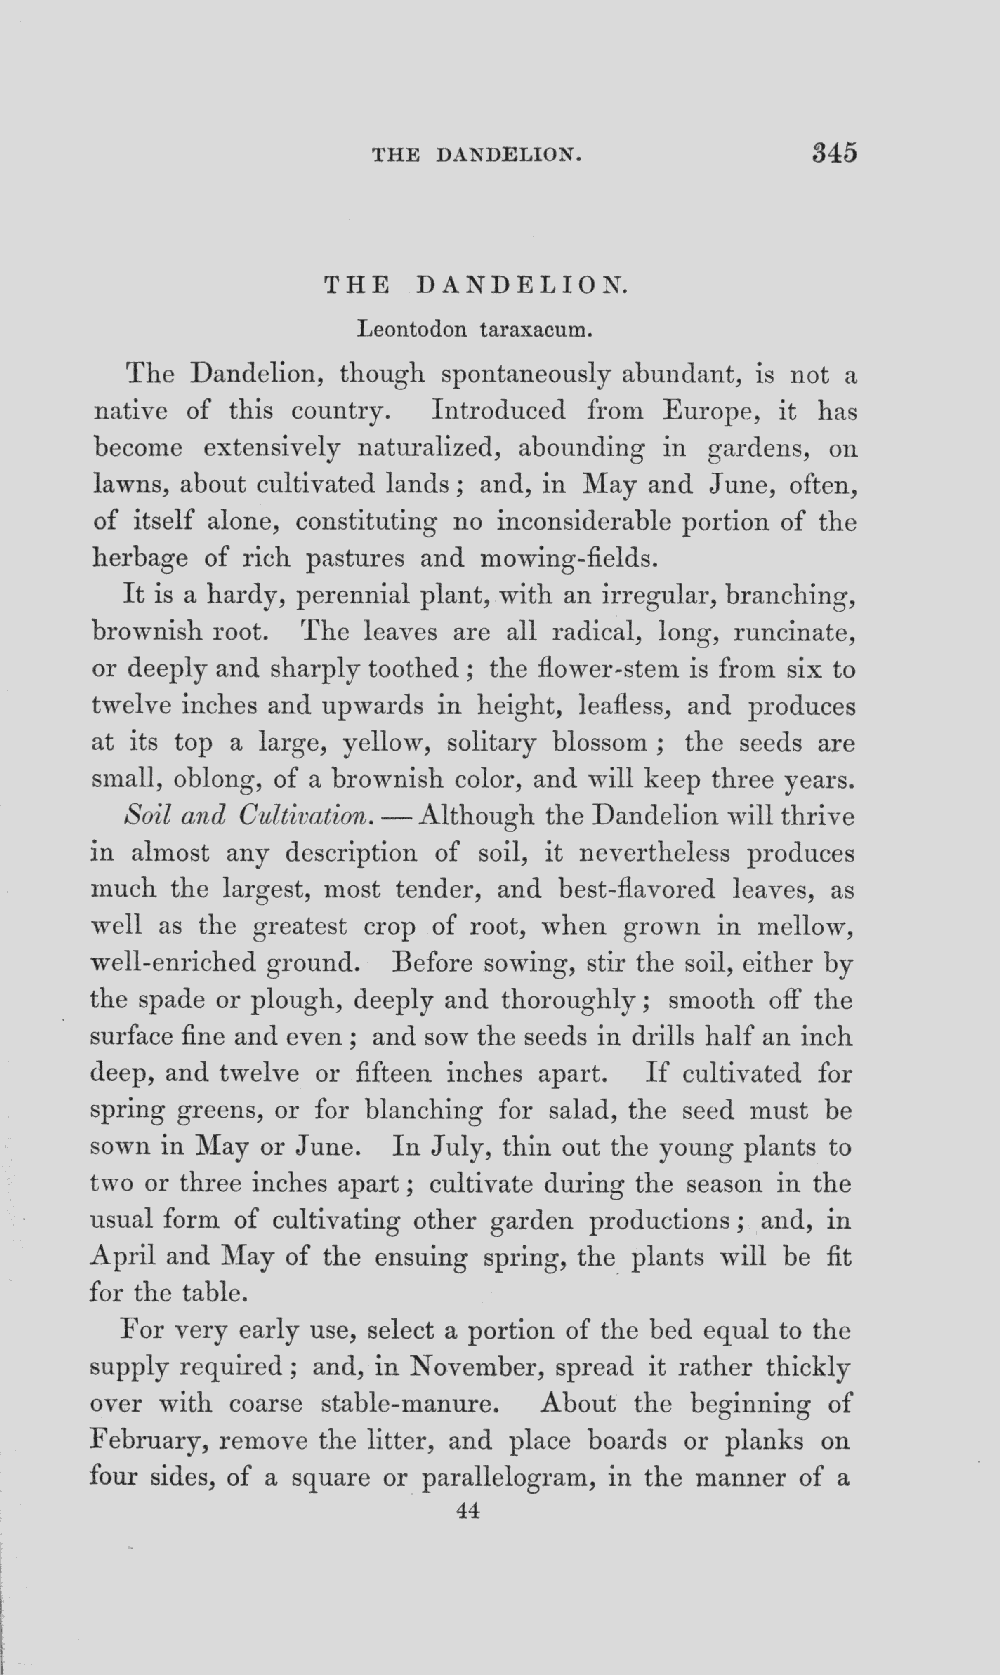 THE DANDELION. 345
THE DANDELION.
Leontodon taraxacum.
The Dandelion, though spontaneously abundant, is not a
native of this country. Introduced from Europe, it has
become extensively naturalized, abounding in gardens, on
lawns, about cultivated lands; and, in May and June, often,
of itself alone, constituting no inconsiderable portion of the
herbage of rich pastures and mowing-fields.
It is a hardy, perennial plant, with an irregular, branching,
brownish root. The leaves are all radical, long, runcinate,
or deeply and sharply toothed; the flower-stem is from six to
twelve inches and upwards in height, leafless, and produces
at its top a large, yellow, solitary blossom; the seeds are
small, oblong, of a brownish color, and will keep three years.
Soil and Cultivation. — Although the Dandelion will thrive
in almost any description of soil, it nevertheless produces
much the largest, most tender, and best-flavored leaves, as
well as the greatest crop of root, when grown in mellow,
well-enriched ground. Before sowing, stir the soil, either by
the spade or plough, deeply and thoroughly; smooth off the
surface fine and even; and sow the seeds in drills half an inch
deep, and twelve or fifteen inches apart. If cultivated for
spring greens, or for blanching for salad, the seed must be
sown in May or June. In July, thin out the young plants to
two or three inches apart; cultivate during the season in the
usual form of cultivating other garden productions; and, in
April and May of the ensuing spring, the plants will be fit
for the table.
For very early use, select a portion of the bed equal to the
supply required; and, in November, spread it rather thickly
over with coarse stable-manure. About the beginning of
February, remove the litter, and place boards or planks on
four sides, of a square or parallelogram, in the manner of a
44